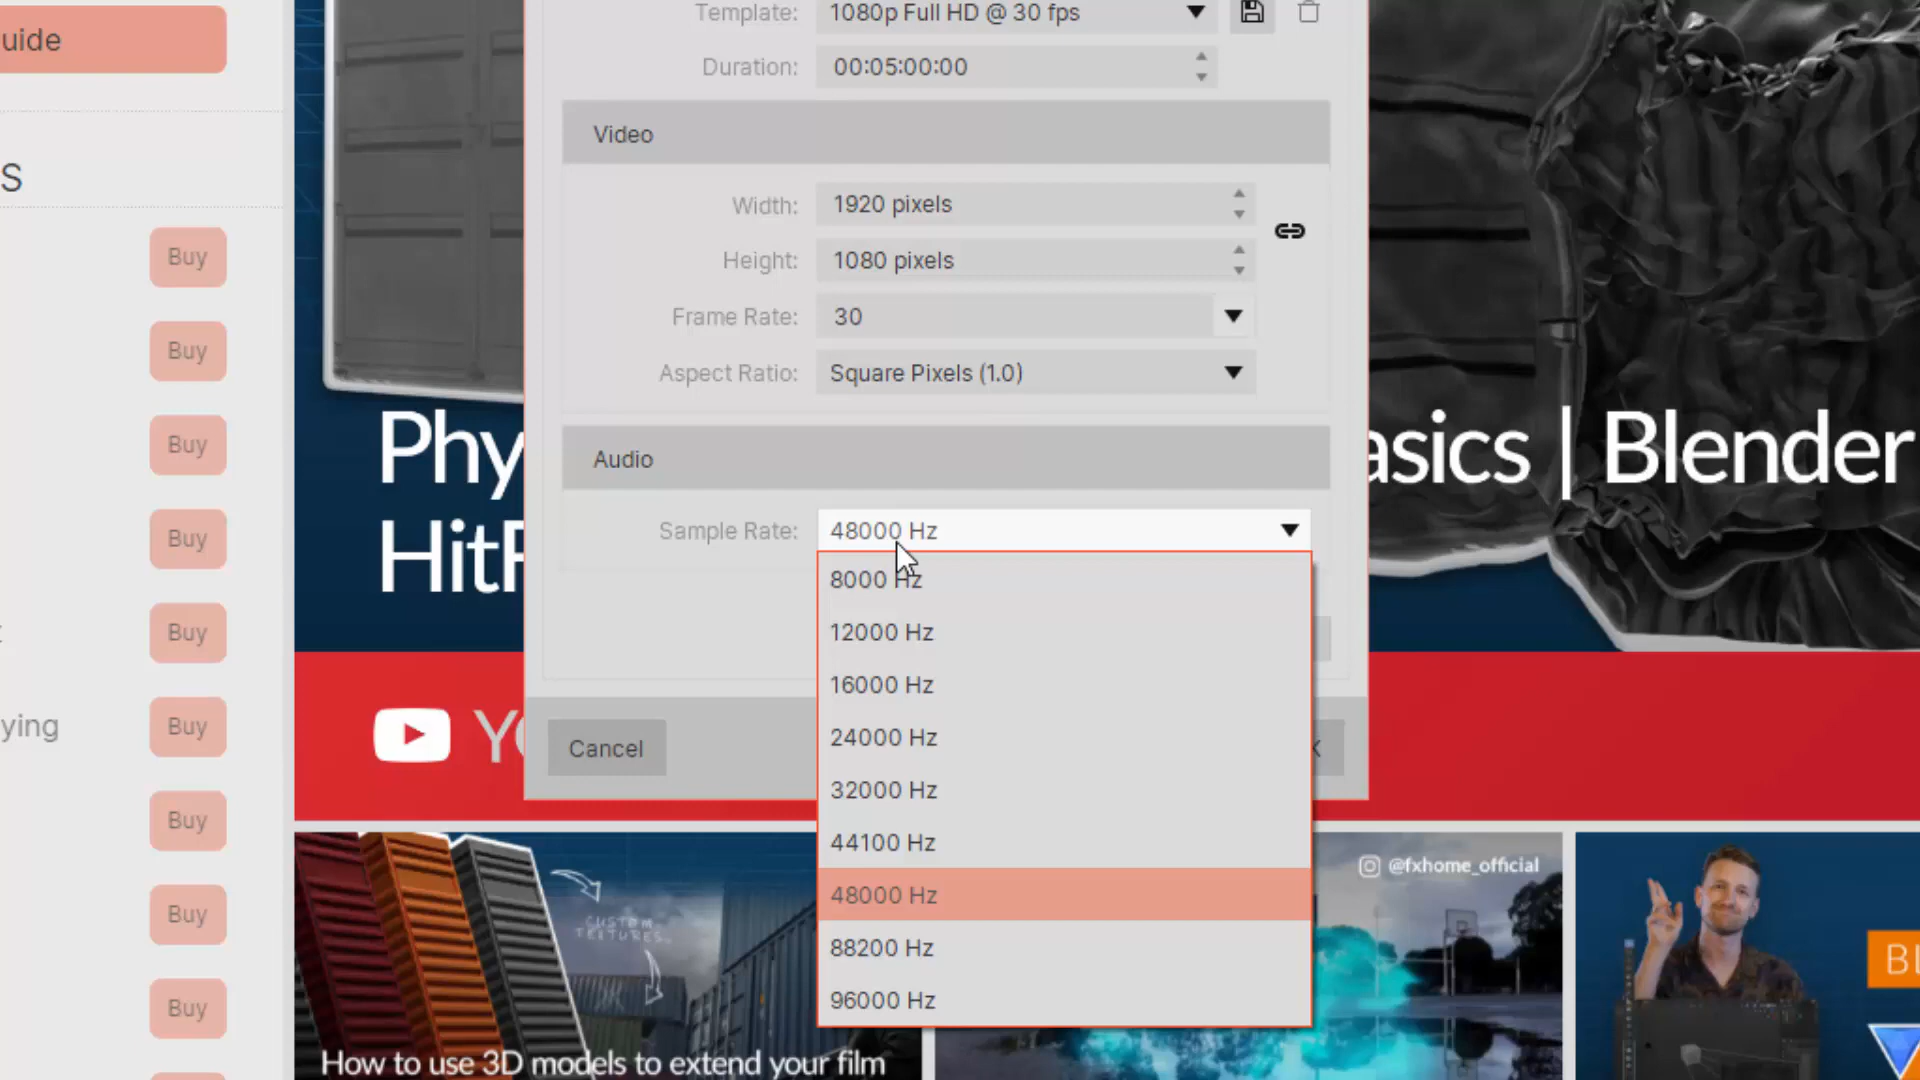 uide
S
Buy
Buy
Buy
Buy
Buy
ying
Buy
Buy
Buy
Buy
Template:
1080p Full HD @ 30 fps
Duration:
00:05:00:00
Video
Width:
1920 pixels
Height:
1080 pixels
Frame Rate:
30
Aspect Ratio:
Square Pixels (1.0)
Audio
Sample Rate:
48000 Hz
8000 Hz
12000 Hz
16000 Hz
24000 Hz
32000 Hz
44100 Hz
48000 Hz
88200 Hz
96000 Hz
Cancel
Phy
asics | Blender
HitF
CUSTOM
TEXTURES.
How to use 3D models to extend your film
@fxhome_official